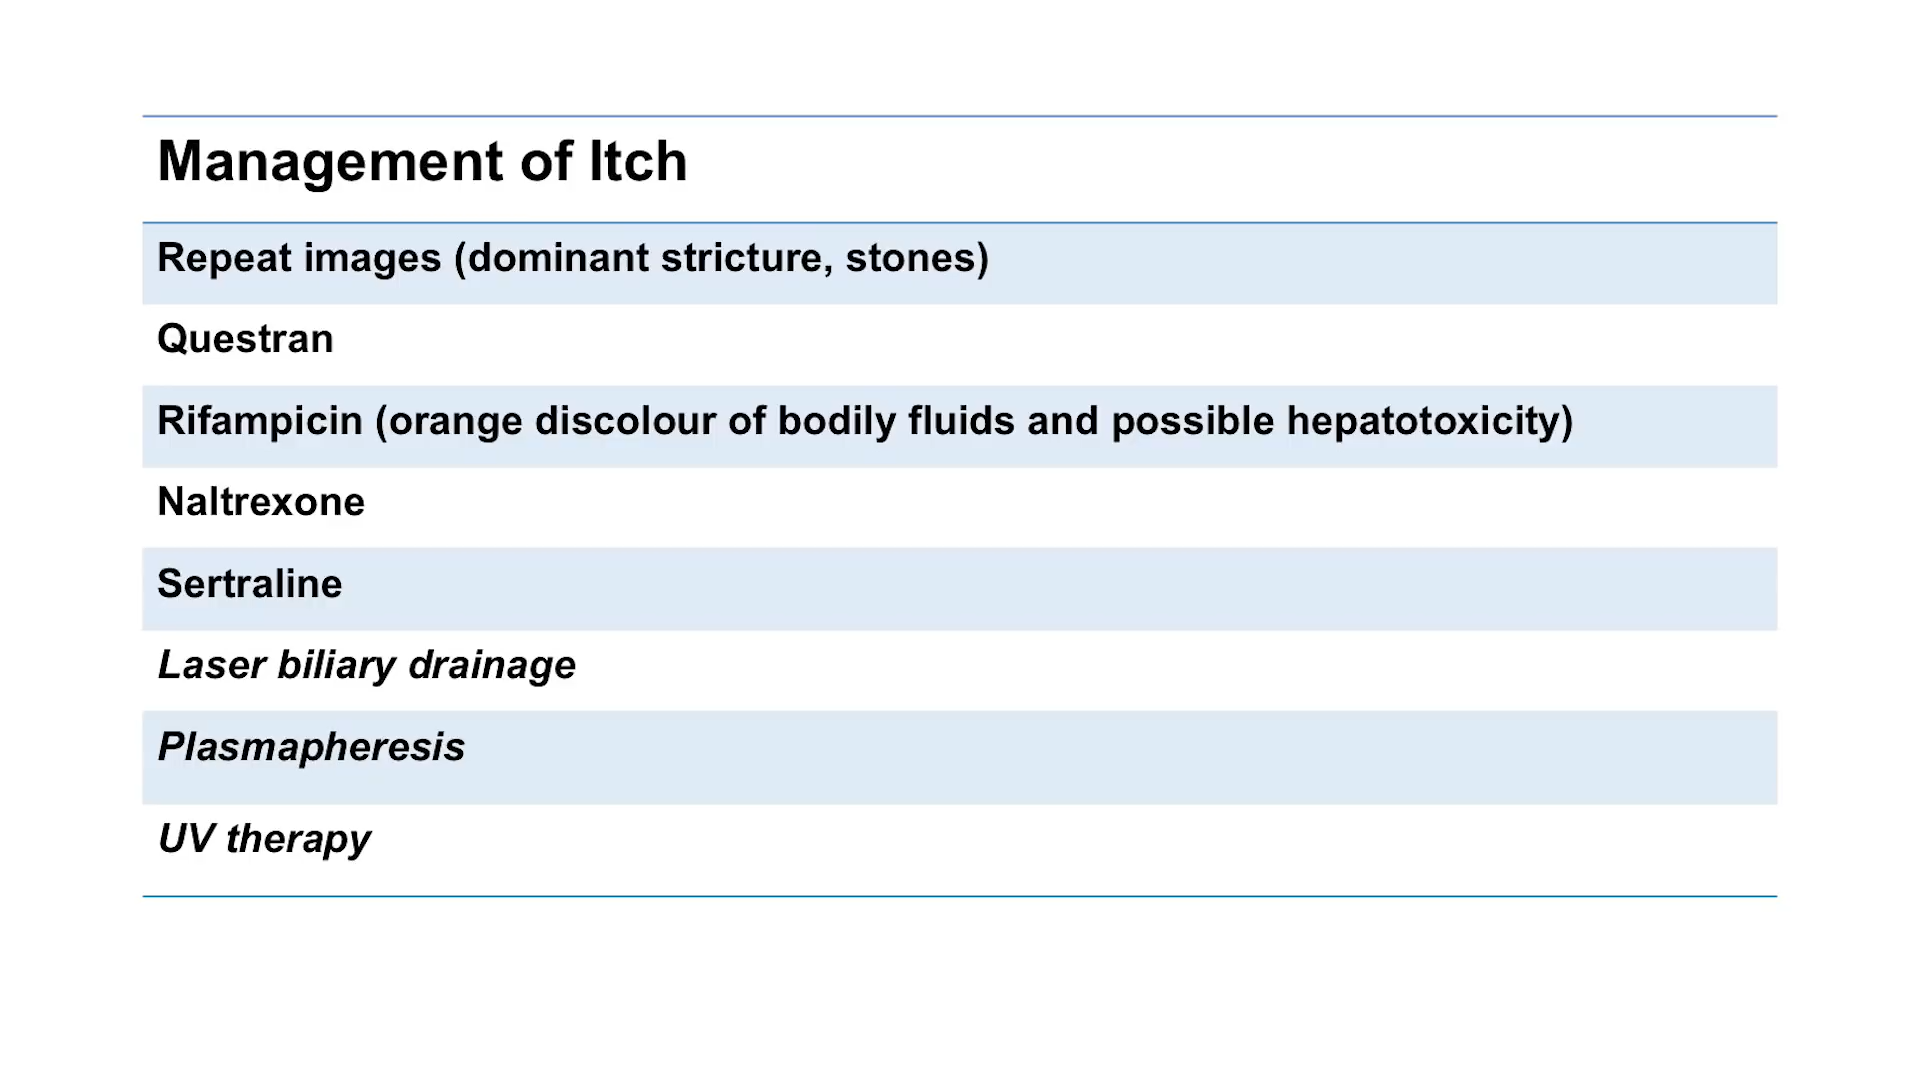 Management of Itch
Repeat images (dominant stricture, stones)
Questran
Rifampicin (orange discolour of bodily fluids and possible hepatotoxicity)
Naltrexone
Sertraline
Laser biliary drainage
Plasmapheresis
UV therapy